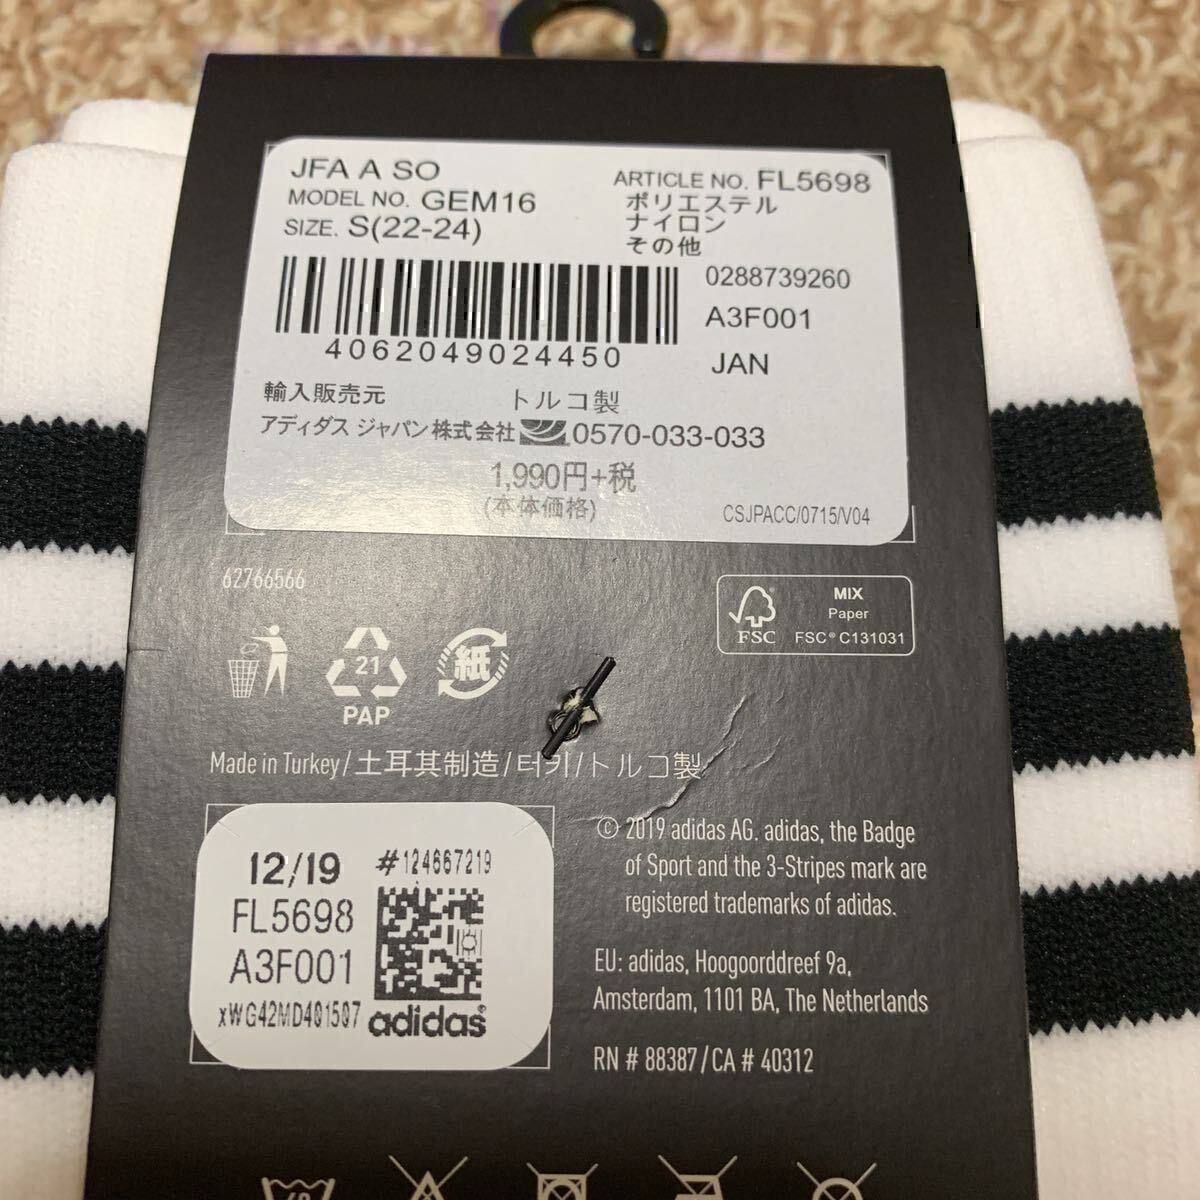 JFA A SO
MODEL NO. GEM16
SIZE. S(22-24)
ARTICLE NO. FL5698
ポリエステル
ナイロン
その他
0288739260
A3F001
JAN
4062049024450
輸入販売元
トルコ製
アディダス ジャパン株式会社 0570-033-033
1,990円+税
(本体価格)
CSJPACC/0715/V04
62766566
FSC
MIX
Paper
FSC® C131031
21
PAP
紙
Made in Turkey/土耳其制造/터키/トルコ製
12/19
#124667219
FL5698
A3F001
xWG42MD401507
adidas
© 2019 adidas AG. adidas, the Badge
of Sport and the 3-Stripes mark are
registered trademarks of adidas.
EU: adidas, Hoogoorddreef 9a,
Amsterdam, 1101 BA, The Netherlands
RN # 88387/CA # 40312